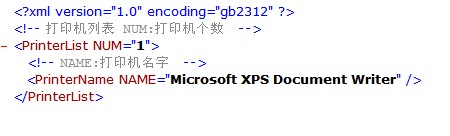 <?xml version="1.0" encoding="gb2312" ?>
<!-- 打印机列表 NUM:打印机个数 -->
- <PrinterList NUM="1">
<!-- NAME:打印机名字 -->
<PrinterName NAME="Microsoft XPS Document Writer" />
</PrinterList>